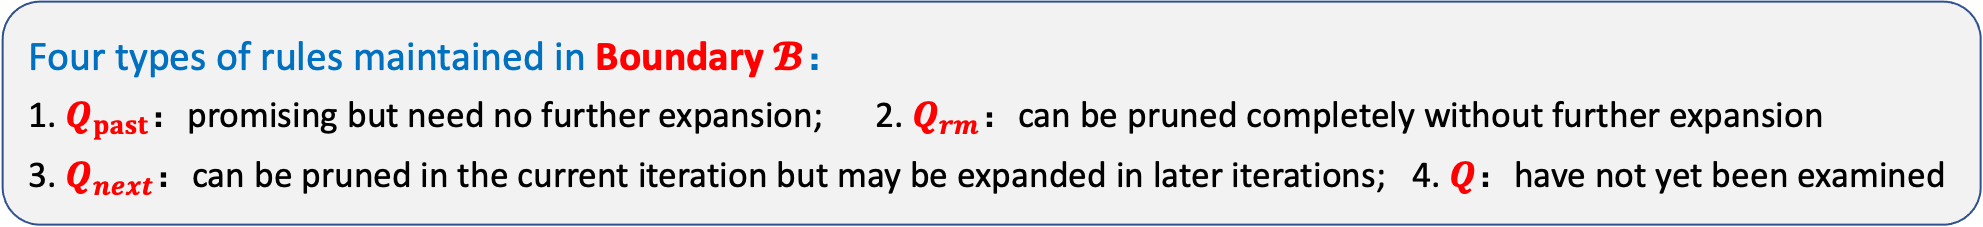 Four types of rules maintained in Boundary 𝓑:
1. Q_past: promising but need no further expansion; 2. Q_rm: can be pruned completely without further expansion
3. Q_next: can be pruned in the current iteration but may be expanded in later iterations; 4. Q: have not yet been examined